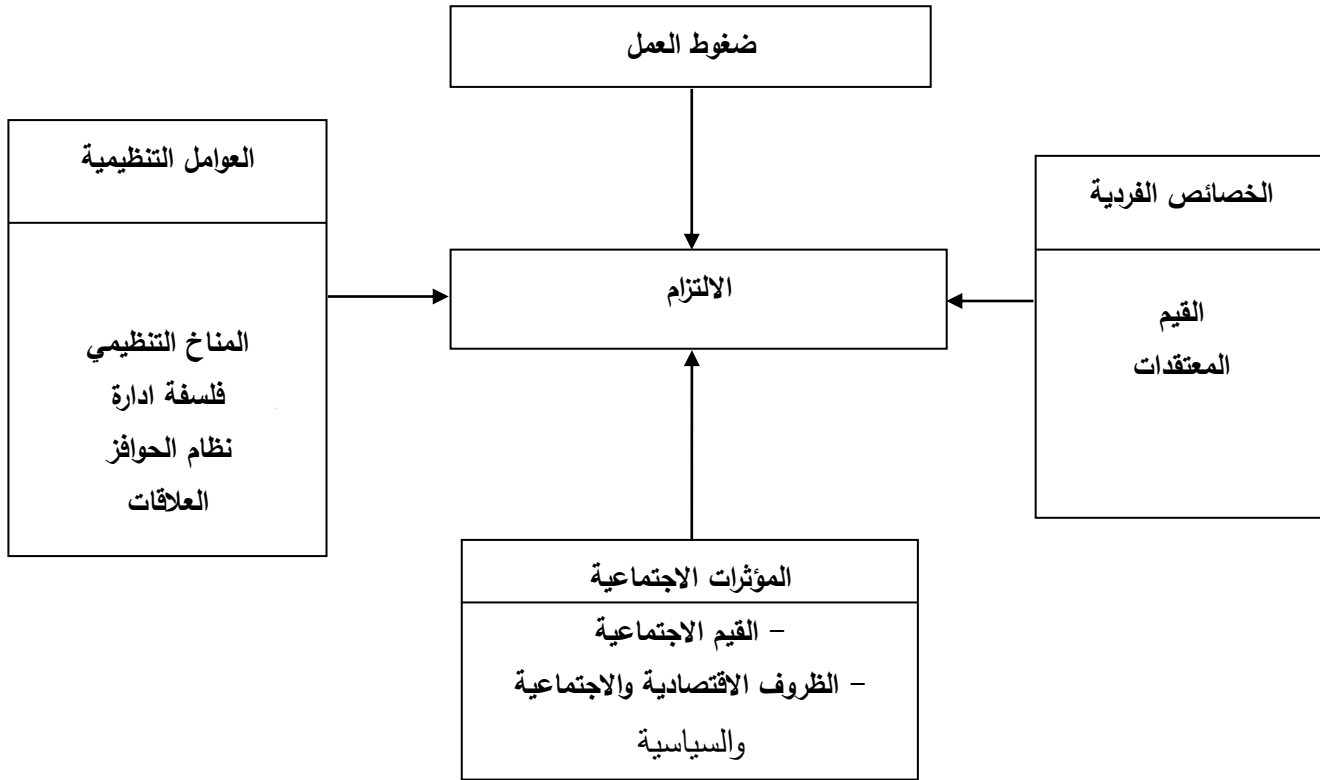 ضغوط العمل
الخصائص الفردية
القيم
المعتقدات
العوامل التنظيمية
المناخ التنظيمي
فلسفة ادارة
نظام الحوافز
العلاقات
الالتزام
المؤثرات الاجتماعية
– القيم الاجتماعية
– الظروف الاقتصادية والاجتماعية
والسياسية